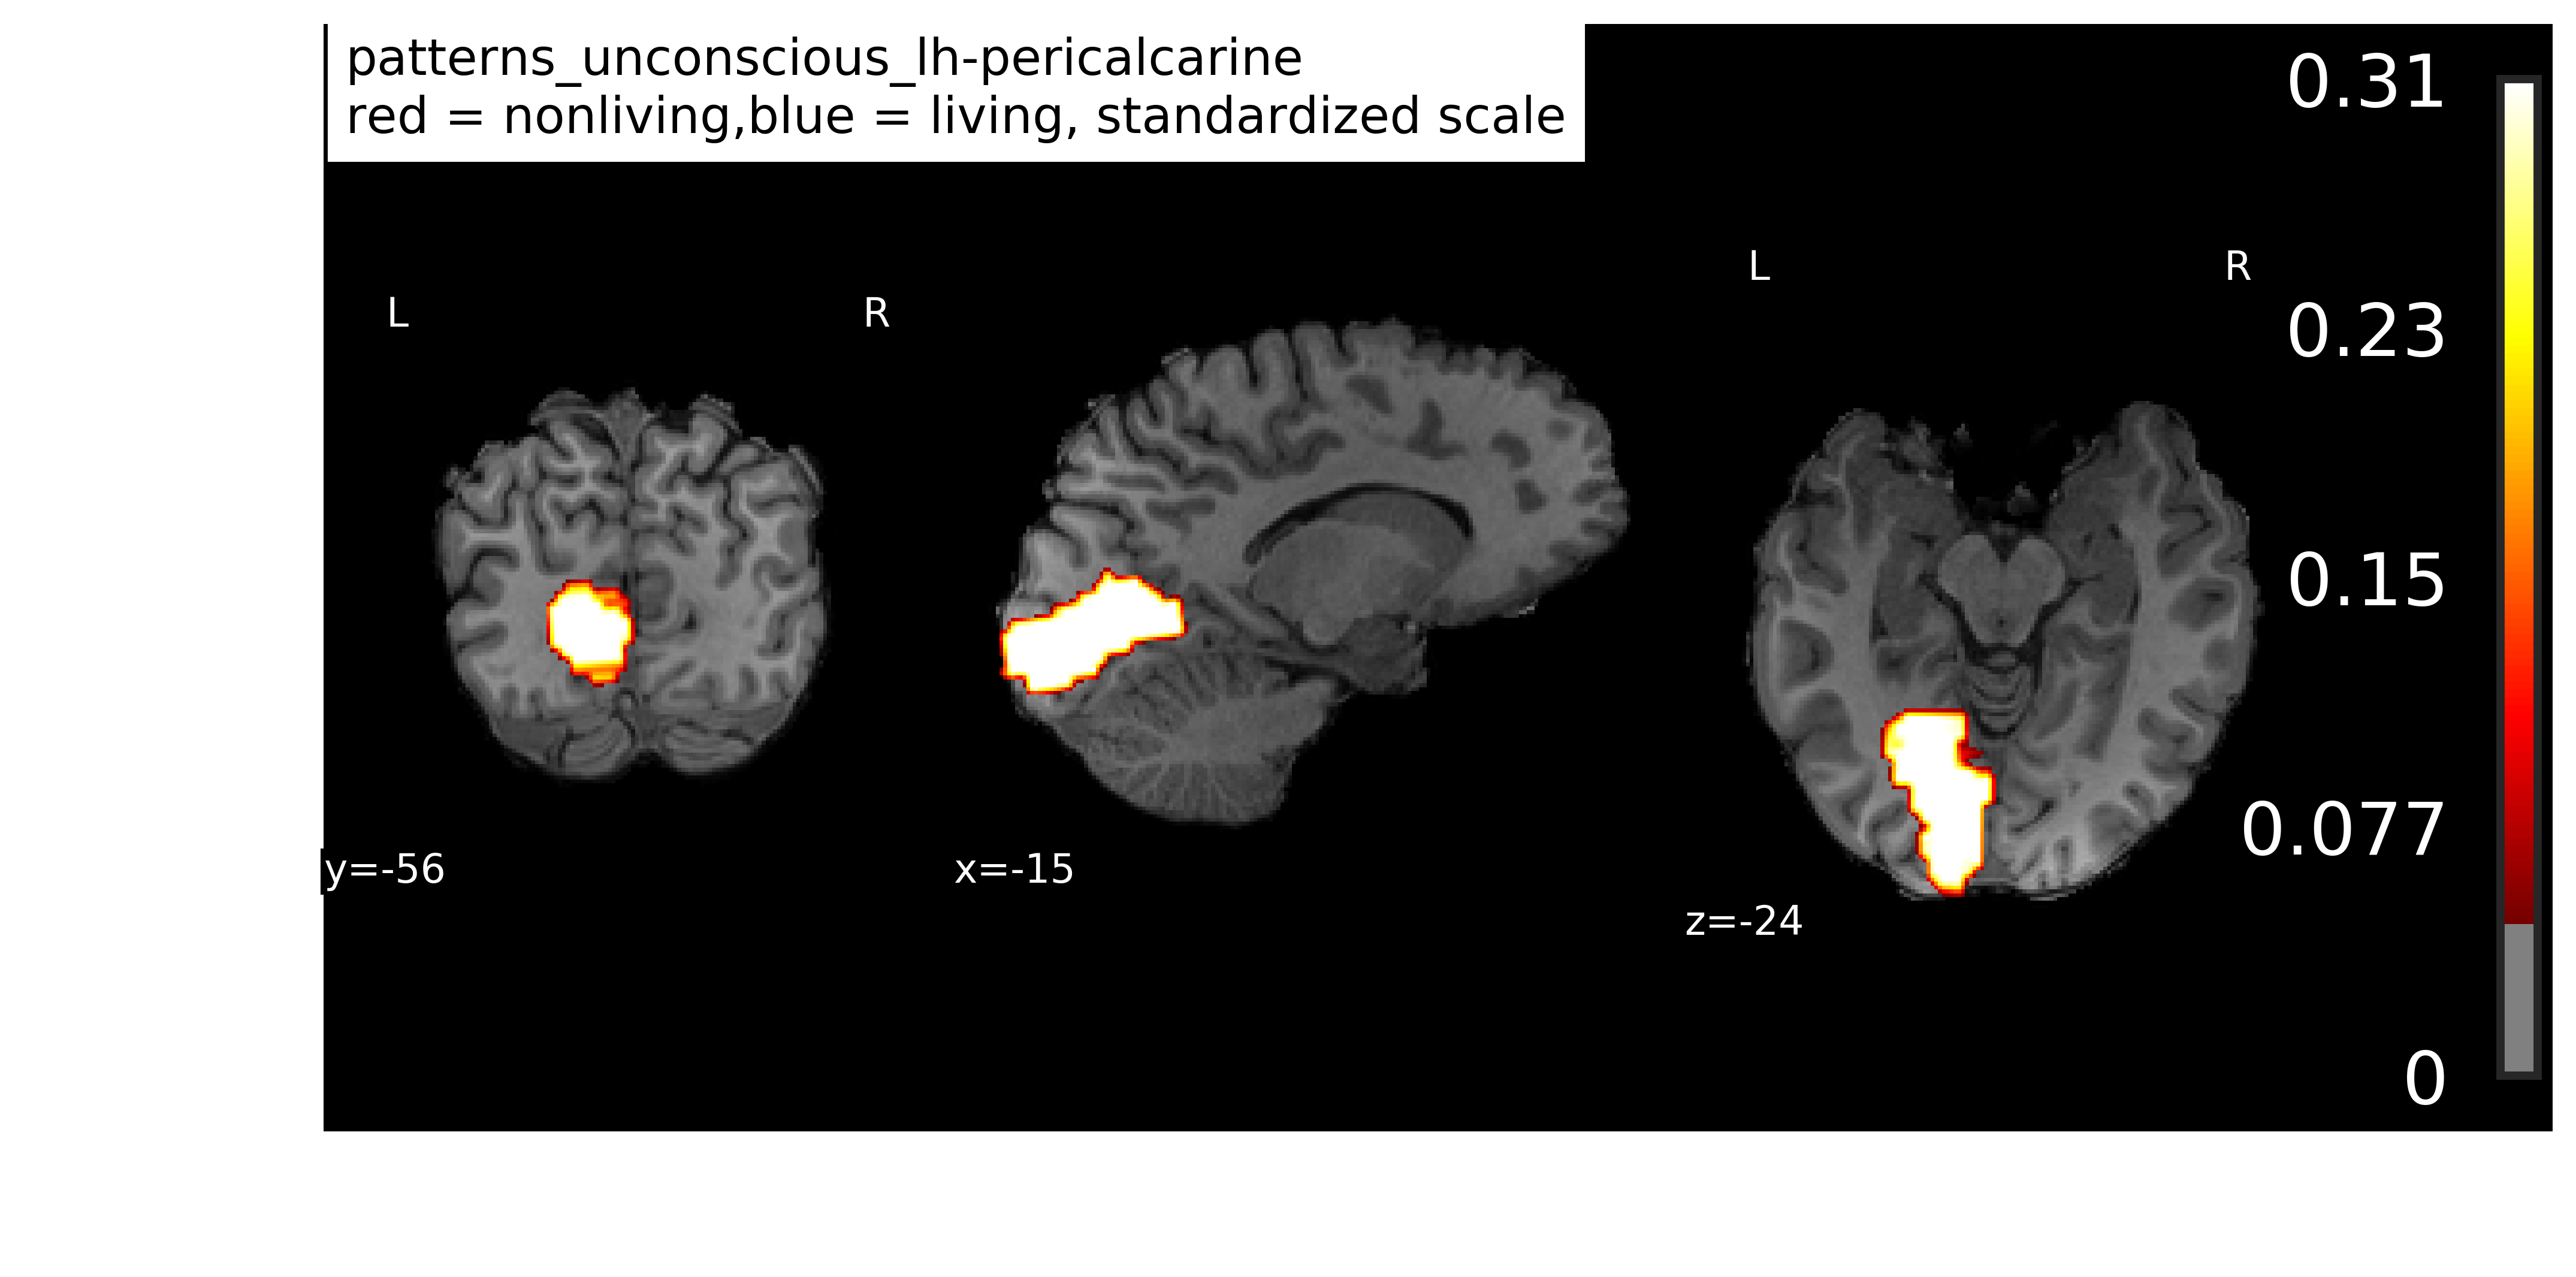 patterns_unconscious_lh-pericalcarine
red = nonliving,blue = living, standardized scale
L
R
L
R
y=-56
x=-15
z=-24
0.31
0.23
0.15
0.077
0